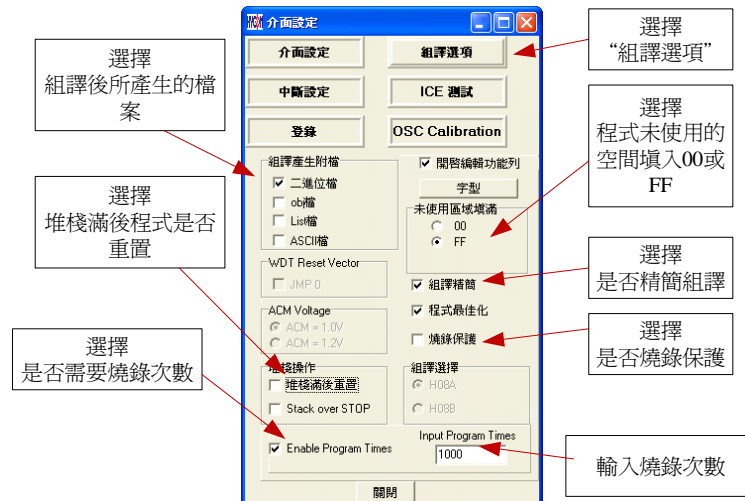 HYCON 介面設定
介面設定
組譯選項
中斷設定
ICE 測試
登錄
OSC Calibration
組譯產生附檔
二進位檔
obj檔
List檔
ASCII檔
開啓編輯功能列
字型
未使用區域填滿
00
FF
WDT Reset Vector
JMP 0
組譯精簡
程式最佳化
燒錄保護
ACM Voltage
ACM = 1.0V
ACM = 1.2V
堆棧操作
堆棧滿後重置
Stack over STOP
組譯選擇
H08A
H08B
Enable Program Times
Input Program Times
1000
關閉
選擇
組譯後所產生的檔
案
選擇
堆棧滿後程式是否
重置
選擇
是否需要燒錄次數
選擇
“組譯選項”
選擇
程式未使用的
空間填入00或
FF
選擇
是否精簡組譯
選擇
是否燒錄保護
輸入燒錄次數